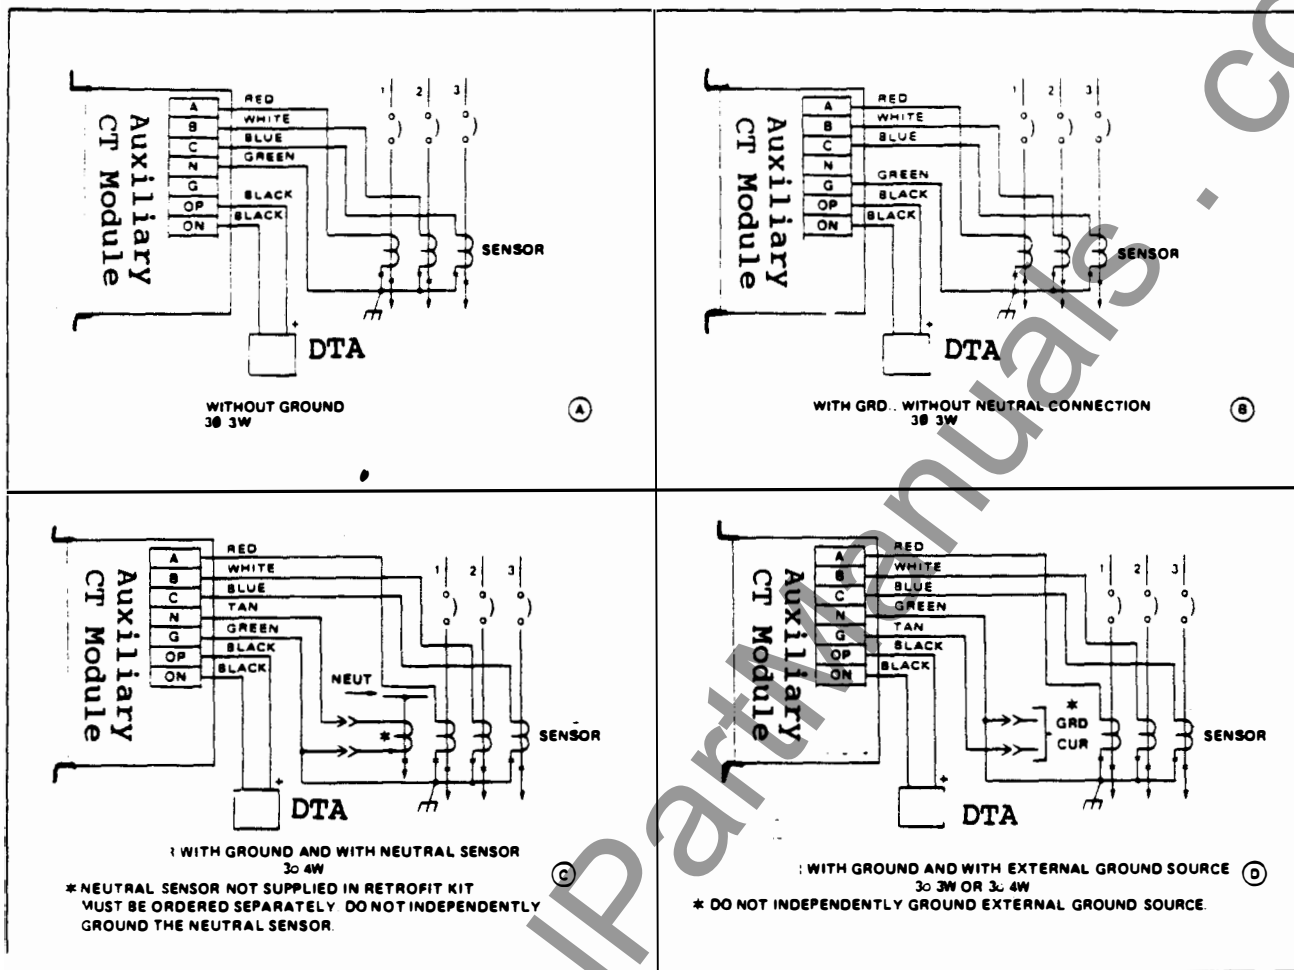 1 2 3
A RED
B WHITE
C BLUE
N GREEN
G
OP BLACK
ON BLACK
Auxiliary
CT Module
SENSOR
+
DTA
WITHOUT GROUND
3Ø 3W
A
1 2 3
A RED
B WHITE
C BLUE
N
G GREEN
OP BLACK
ON BLACK
Auxiliary
CT Module
SENSOR
+
DTA
WITH GRD.. WITHOUT NEUTRAL CONNECTION
3Ø 3W
B
1 2 3
A RED
B WHITE
C BLUE
N TAN
G GREEN
OP BLACK
ON BLACK
Auxiliary
CT Module
NEUT
*
SENSOR
+
DTA
WITH GROUND AND WITH NEUTRAL SENSOR
3o 4W
C
* NEUTRAL SENSOR NOT SUPPLIED IN RETROFIT KIT
MUST BE ORDERED SEPARATELY. DO NOT INDEPENDENTLY
GROUND THE NEUTRAL SENSOR.
1 2 3
A RED
B WHITE
C BLUE
N GREEN
G TAN
OP BLACK
ON BLACK
Auxiliary
CT Module
*
GRD
CUR
SENSOR
+
DTA
WITH GROUND AND WITH EXTERNAL GROUND SOURCE
3o 3W OR 3o 4W
D
* DO NOT INDEPENDENTLY GROUND EXTERNAL GROUND SOURCE.
PartManuals . co